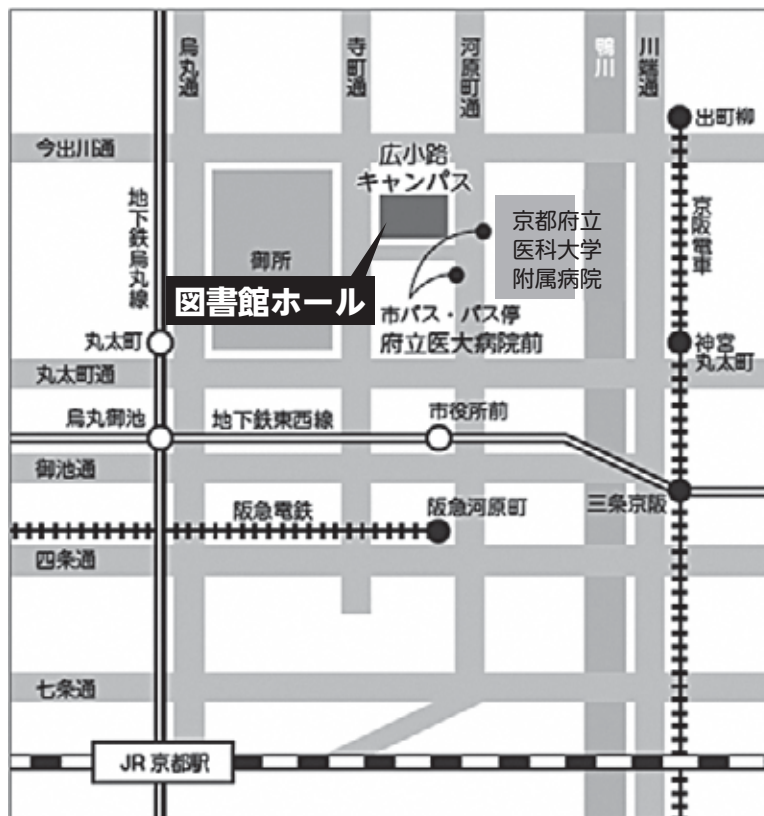 烏丸通
寺町通
河原町通
鴨川
川端通
出町柳
今出川通
広小路
キャンパス
地下鉄烏丸線
御所
京都府立
医科大学
附属病院
京阪電車
図書館ホール
市バス・バス停
府立医大病院前
丸太町
神宮
丸太町
丸太町通
烏丸御池
地下鉄東西線
市役所前
御池通
阪急電鉄
阪急河原町
三条京阪
四条通
七条通
JR 京都駅